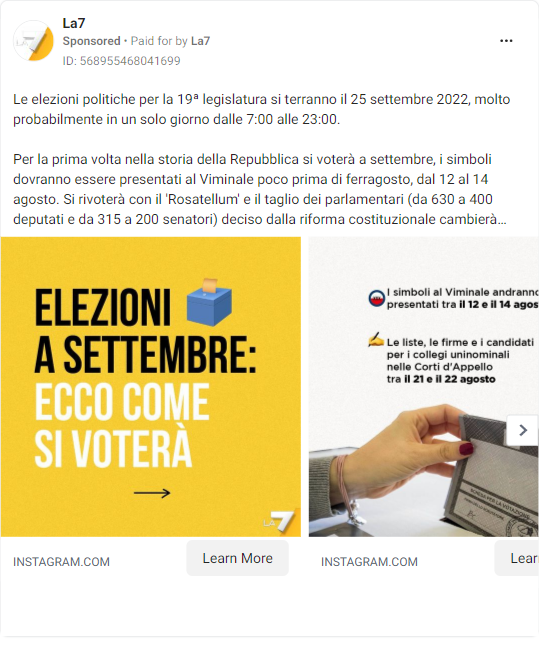 La7
Sponsored • Paid for by La7
ID: 568955468041699
Le elezioni politiche per la 19ª legislatura si terranno il 25 settembre 2022, molto
probabilmente in un solo giorno dalle 7:00 alle 23:00.
Per la prima volta nella storia della Repubblica si voterà a settembre, i simboli
dovranno essere presentati al Viminale poco prima di ferragosto, dal 12 al 14
agosto. Si rivoterà con il 'Rosatellum' e il taglio dei parlamentari (da 630 a 400
deputati e da 315 a 200 senatori) deciso dalla riforma costituzionale cambierà...
ELEZIONI
A SETTEMBRE:
ECCO COME
SI VOTERÀ
La7
I simboli al Viminale andranno
presentati tra il 12 e il 14 agos
Le liste, le firme e i candidati
per i collegi uninominali
nelle Corti d'Appello
tra il 21 e il 22 agosto
SCHEDA PER LA VOTAZIONE
INSTAGRAM.COM
Learn More
INSTAGRAM.COM
Lear